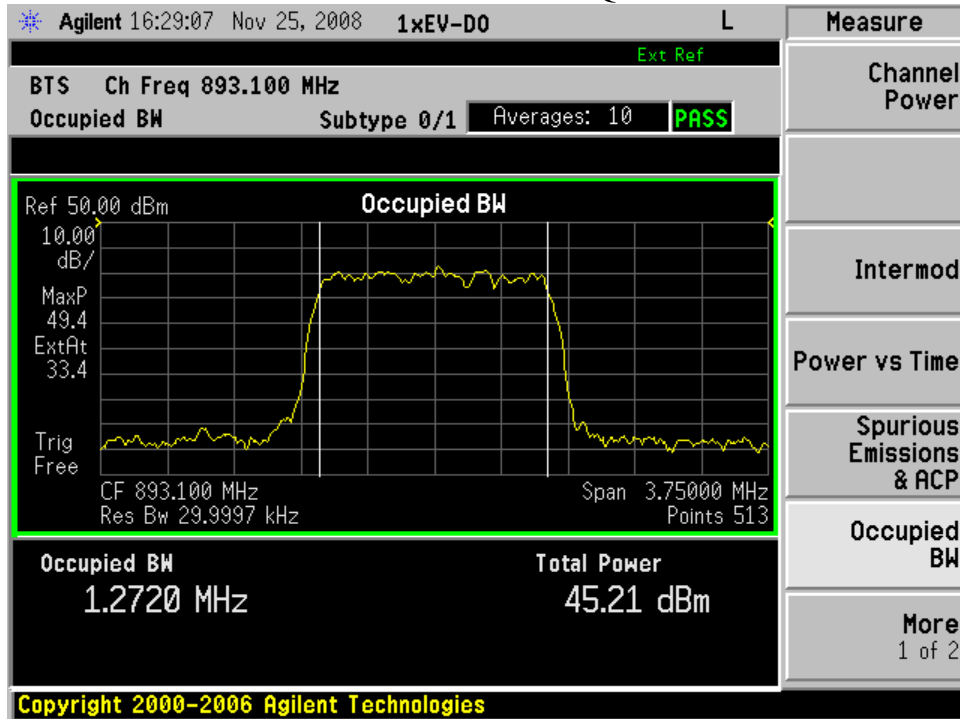 Agilent 16:29:07 Nov 25, 2008 1xEV-DO L
Measure
Ext Ref
BTS Ch Freq 893.100 MHz
Occupied BW Subtype 0/1 Averages: 10 PASS
Channel
Power
Ref 50.00 dBm Occupied BW
10.00
dB/
MaxP
49.4
ExtAt
33.4
Trig
Free
CF 893.100 MHz Span 3.75000 MHz
Res Bw 29.9997 kHz Points 513
Intermod
Power vs Time
Spurious
Emissions
& ACP
Occupied
BW
More
1 of 2
Occupied BW Total Power
1.2720 MHz 45.21 dBm
Copyright 2000-2006 Agilent Technologies